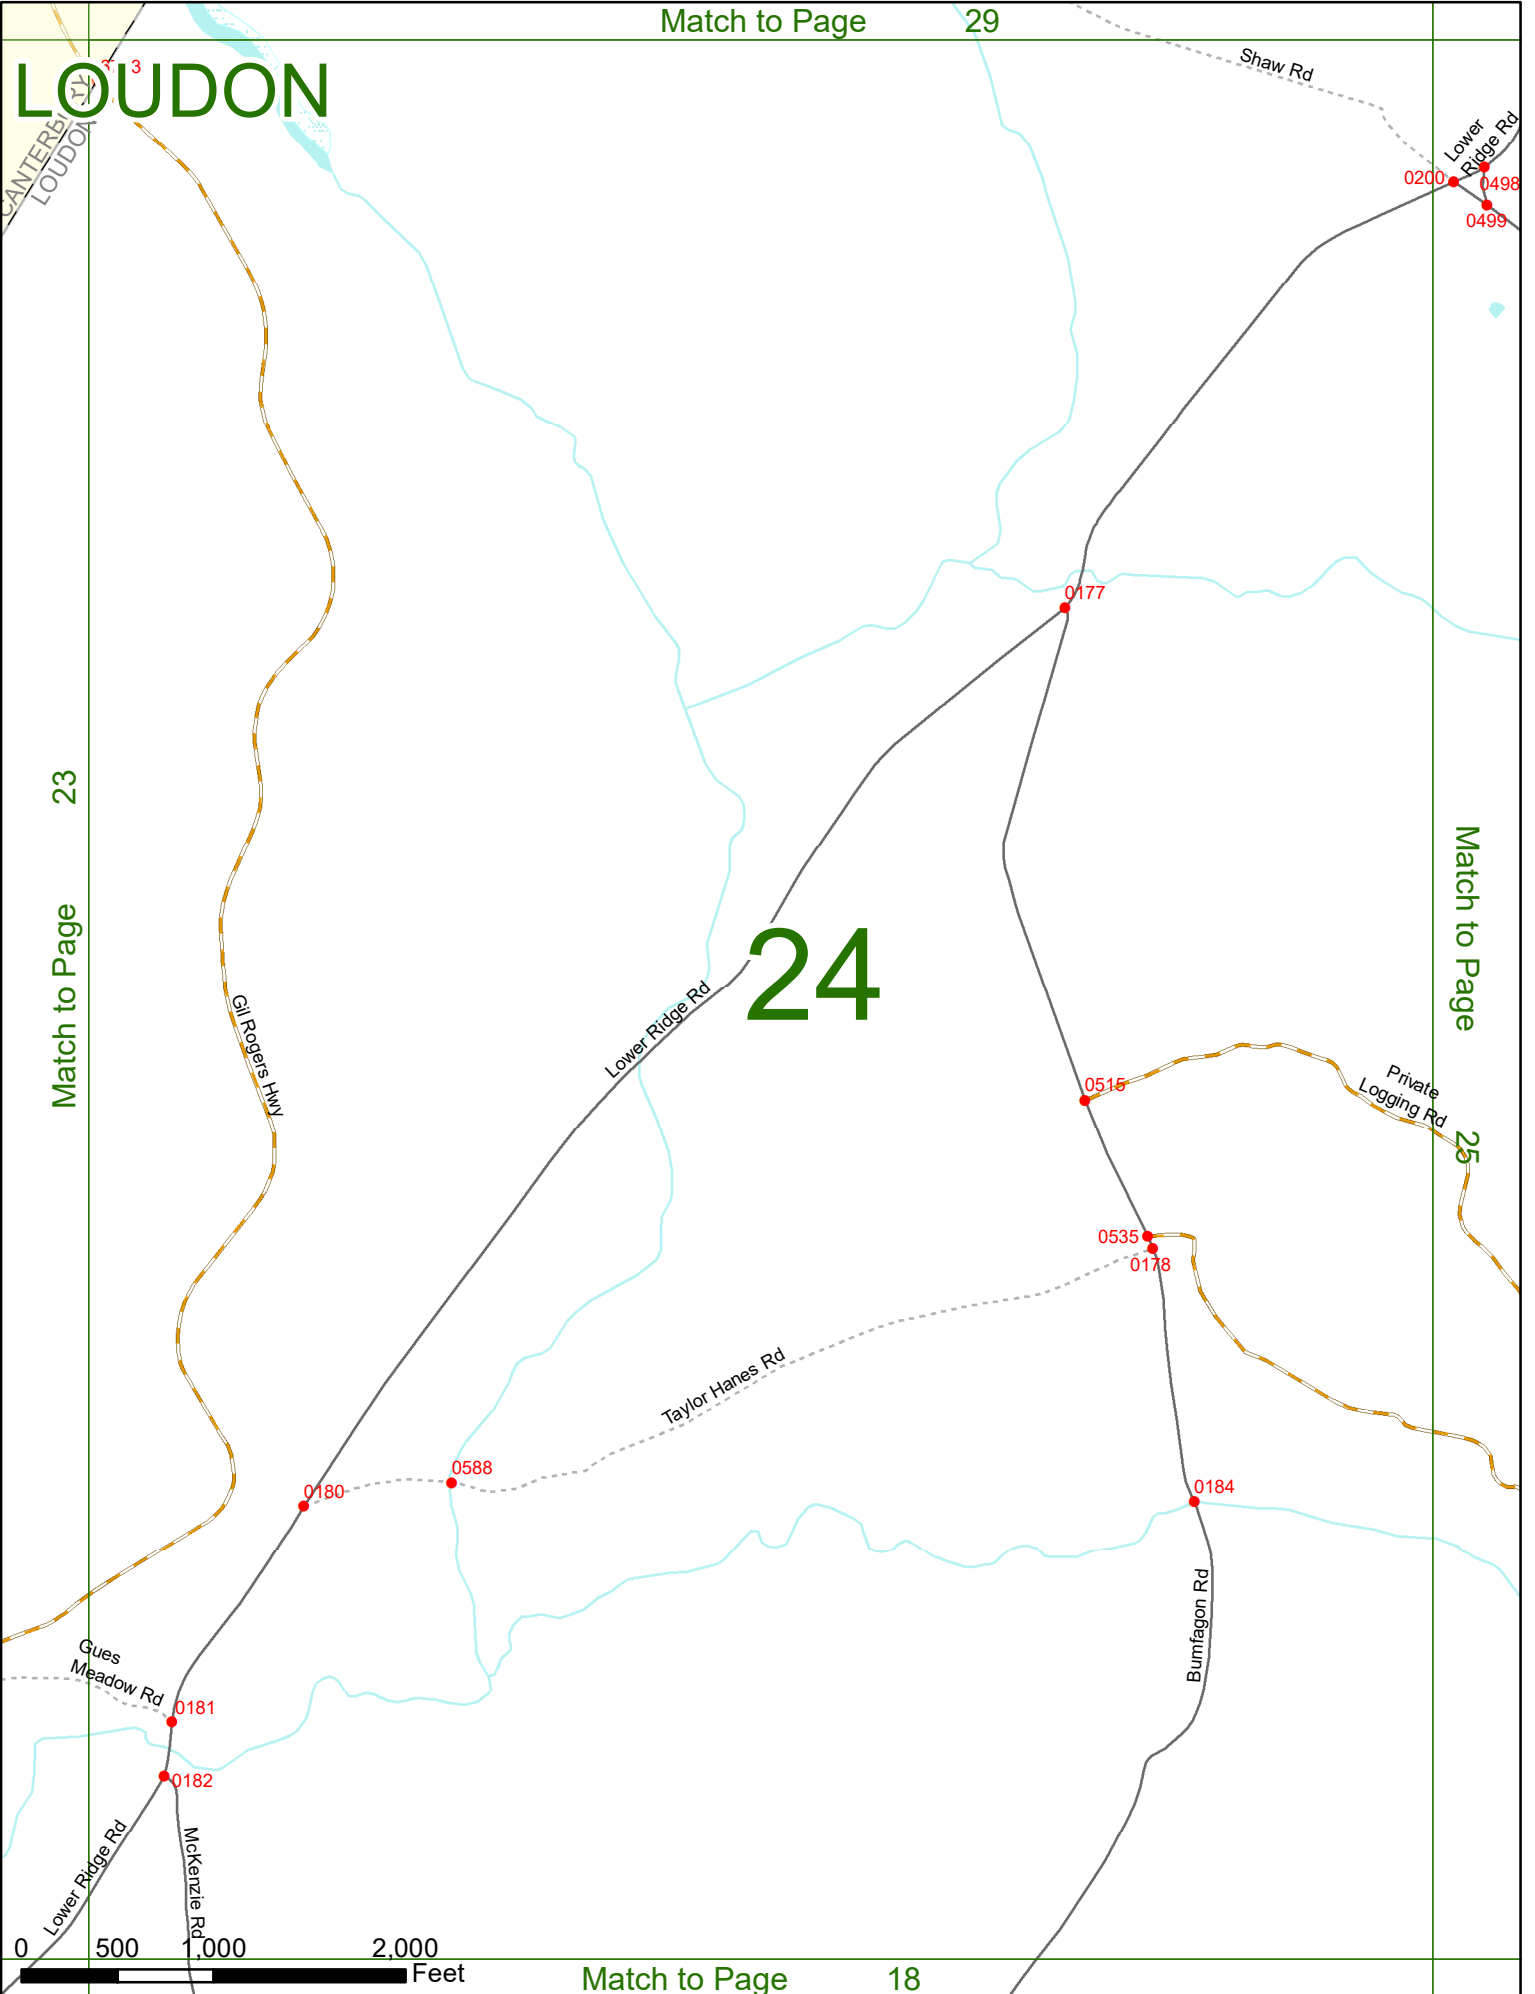 Match to Page 29
LOUDON
3
CANTERBURY
LOUDON
Shaw Rd
Lower
Ridge Rd
0200
0498
0499
0177
Match to Page 23
Match to Page 25
24
Gil Rogers Hwy
Lower Ridge Rd
0515
Private
Logging Rd
0535
0178
Taylor Hanes Rd
0588
0180
0184
Bumfagon Rd
Gues
Meadow Rd
0181
0182
Lower Ridge Rd
McKenzie Rd
0 500 1,000 2,000
Feet
Match to Page 18